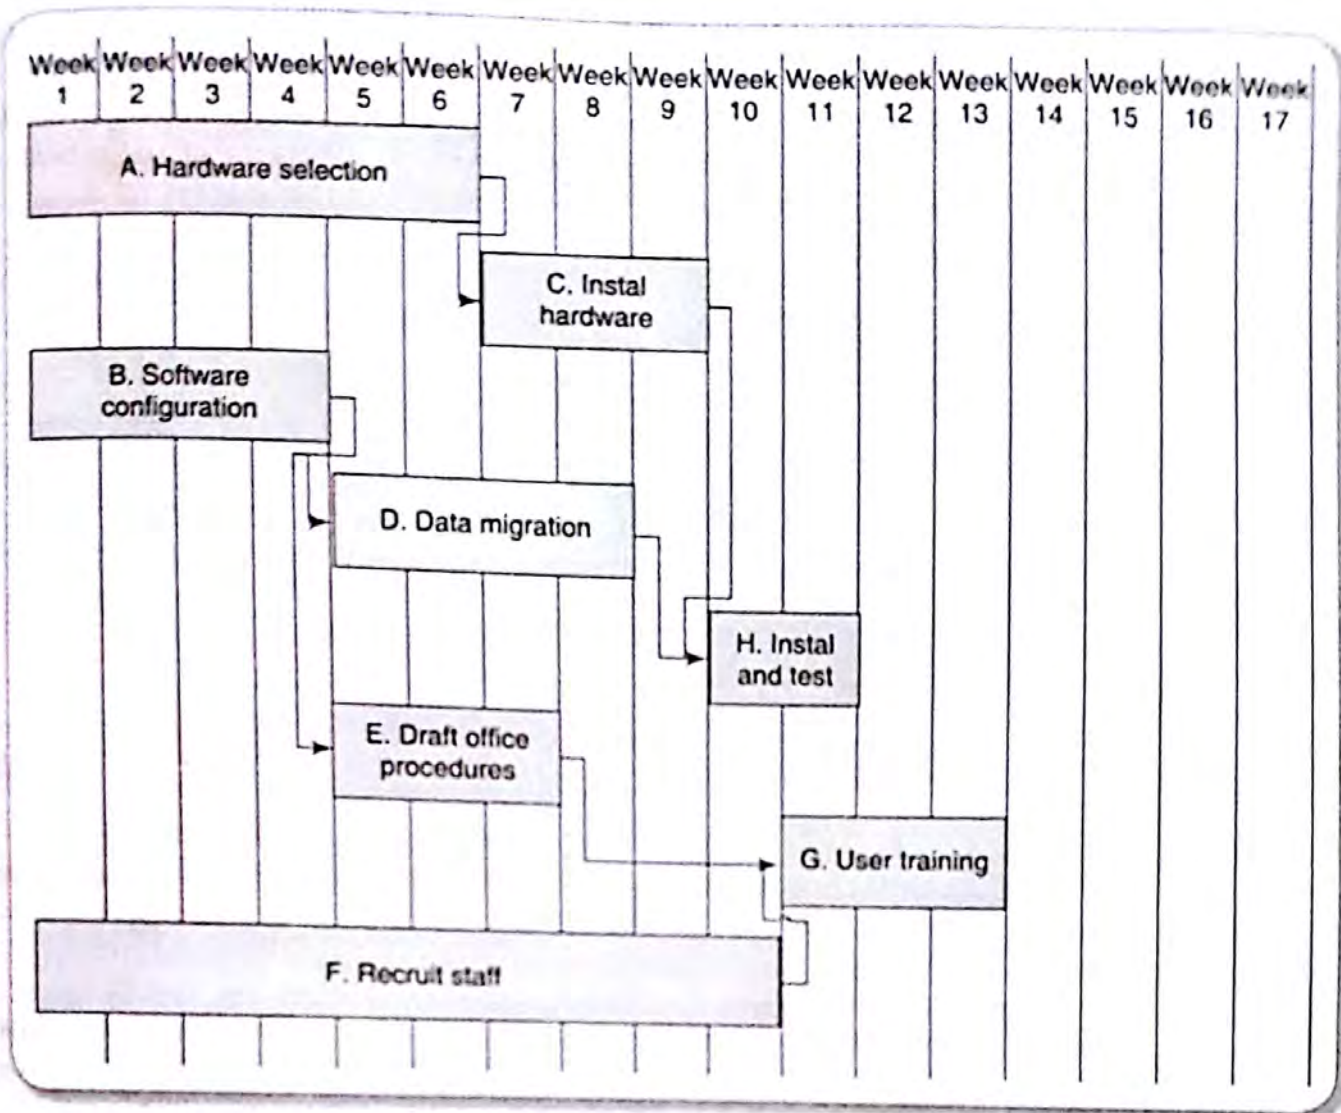 Week Week Week Week Week Week Week Week Week Week Week Week Week Week Week Week Week
1 2 3 4 5 6 7 8 9 10 11 12 13 14 15 16 17
A. Hardware selection
C. Instal
hardware
B. Software
configuration
D. Data migration
H. Instal
and test
E. Draft office
procedures
G. User training
F. Recruit staff